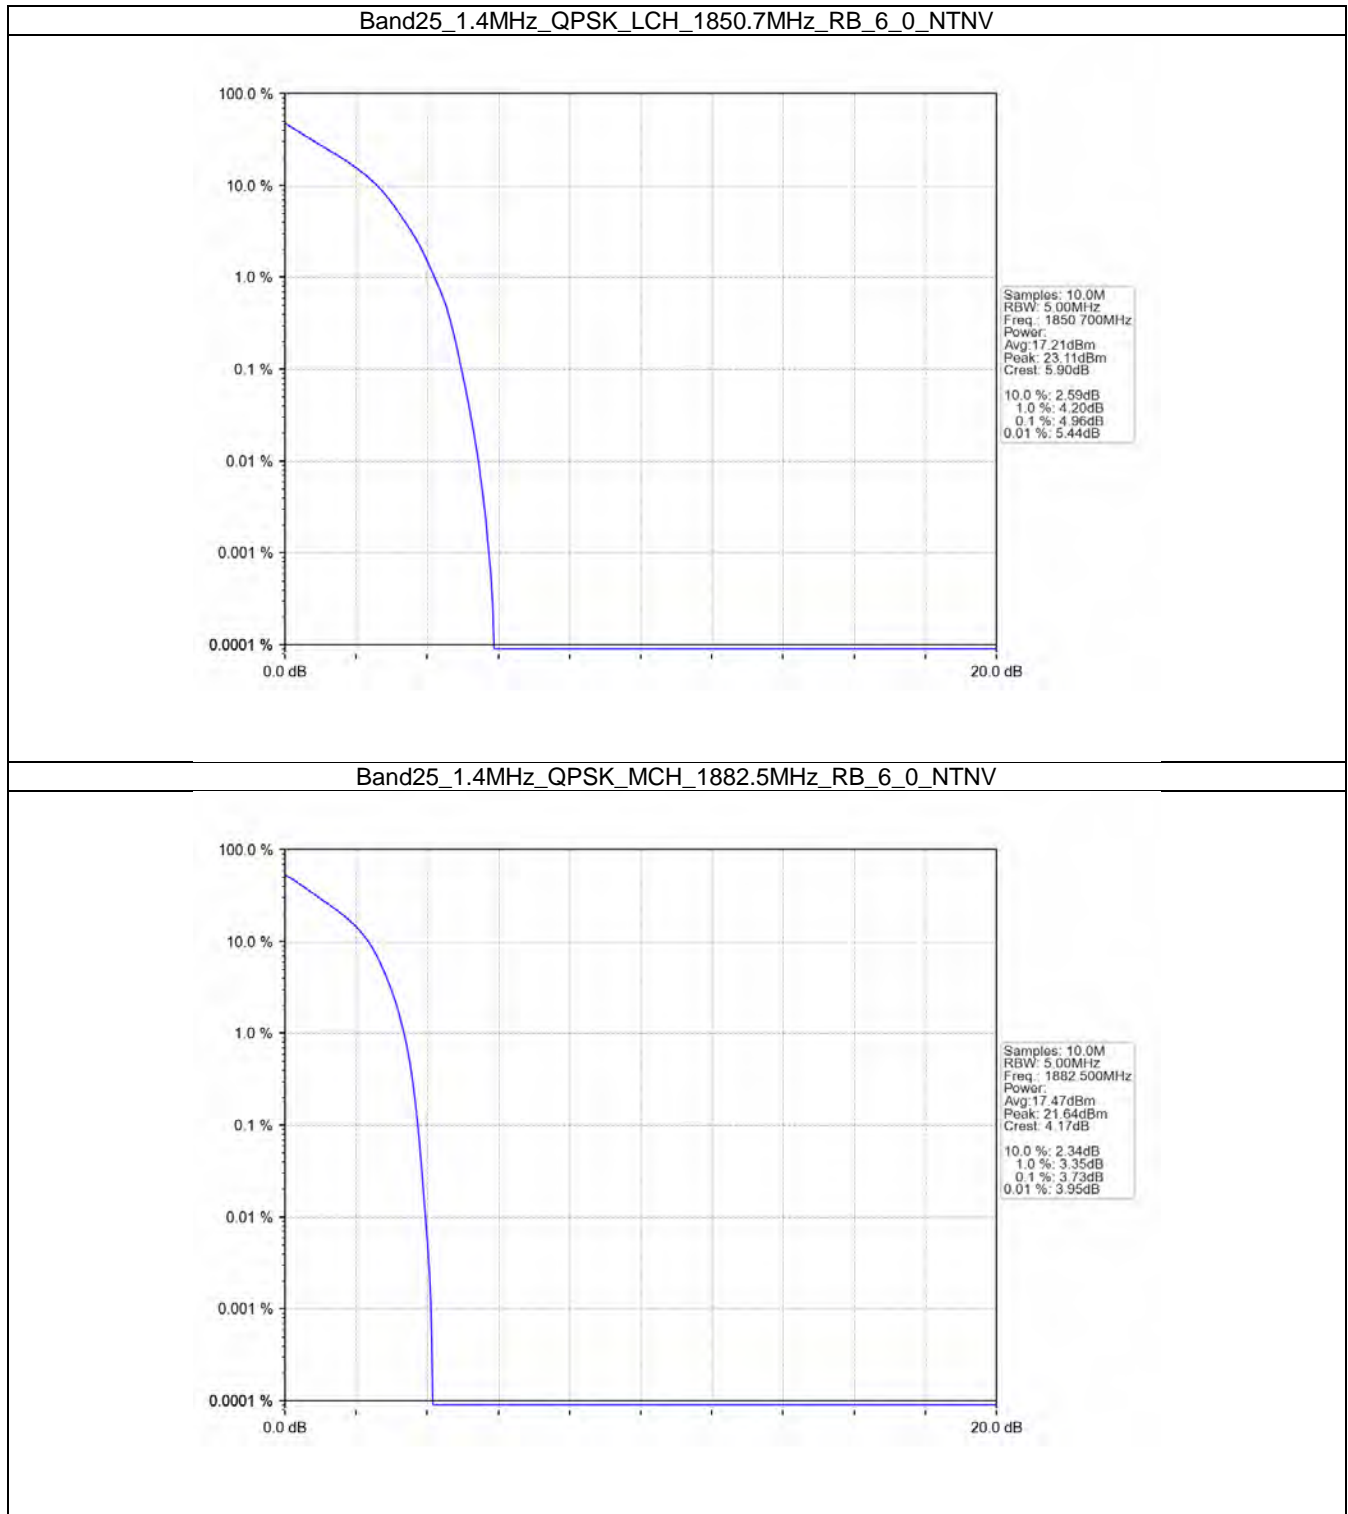 Band25_1.4MHz_QPSK_LCH_1850.7MHz_RB_6_0_NTNV
100.0 %
10.0 %
1.0 %
0.1 %
0.01 %
0.001 %
0.0001 %
0.0 dB
20.0 dB
Samples: 10.0M
RBW: 5.00MHz
Freq.: 1850.700MHz
Power:
Avg:17.21dBm
Peak: 23.11dBm
Crest: 5.90dB
10.0 %: 2.59dB
1.0 %: 4.20dB
0.1 %: 4.96dB
0.01 %: 5.44dB
Band25_1.4MHz_QPSK_MCH_1882.5MHz_RB_6_0_NTNV
100.0 %
10.0 %
1.0 %
0.1 %
0.01 %
0.001 %
0.0001 %
0.0 dB
20.0 dB
Samples: 10.0M
RBW: 5.00MHz
Freq.: 1882.500MHz
Power:
Avg:17.47dBm
Peak: 21.64dBm
Crest: 4.17dB
10.0 %: 2.34dB
1.0 %: 3.35dB
0.1 %: 3.73dB
0.01 %: 3.95dB